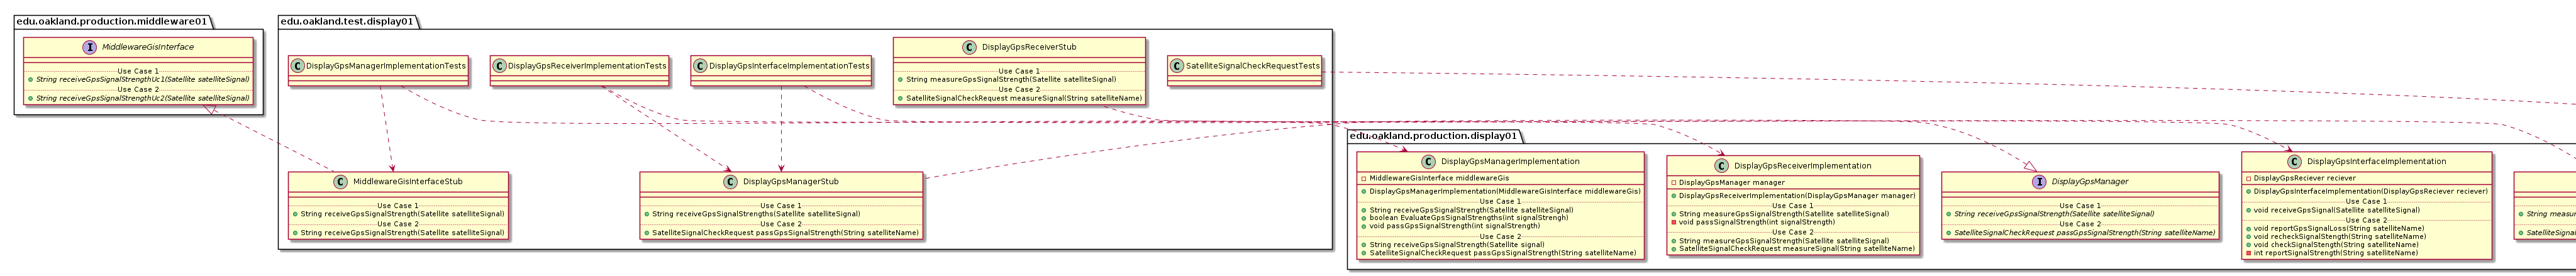 edu.oakland.production.middleware01
I MiddlewareGisInterface
Use Case 1
String receiveGpsSignalStrengthUc1(Satellite satelliteSignal)
Use Case 2
String receiveGpsSignalStrengthUc2(Satellite satelliteSignal)
edu.oakland.test.display01
C DisplayGpsManagerImplementationTests
C DisplayGpsReceiverImplementationTests
C DisplayGpsInterfaceImplementationTests
C DisplayGpsReceiverStub
Use Case 1
String measureGpsSignalStrength(Satellite satelliteSignal)
Use Case 2
SatelliteSignalCheckRequest measureSignal(String satelliteName)
C SatelliteSignalCheckRequestTests
C MiddlewareGisInterfaceStub
Use Case 1
String receiveGpsSignalStrength(Satellite satelliteSignal)
Use Case 2
String receiveGpsSignalStrength(Satellite satelliteSignal)
C DisplayGpsManagerStub
Use Case 1
String receiveGpsSignalStrengths(Satellite satelliteSignal)
Use Case 2
SatelliteSignalCheckRequest passGpsSignalStrength(String satelliteName)
edu.oakland.production.display01
C DisplayGpsManagerImplementation
MiddlewareGisInterface middlewareGis
DisplayGpsManagerImplementation(MiddlewareGisInterface middlewareGis)
Use Case 1
String receiveGpsSignalStrength(Satellite satelliteSignal)
boolean EvaluateGpsSignalStrengths(int signalStrengh)
void passGpsSignalStrength(int signalStrength)
Use Case 2
String receiveGpsSignalStrength(Satellite signal)
SatelliteSignalCheckRequest passGpsSignalStrength(String satelliteName)
C DisplayGpsReceiverImplementation
DisplayGpsManager manager
DisplayGpsReceiverImplementation(DisplayGpsManager manager)
Use Case 1
String measureGpsSignalStrength(Satellite satelliteSignal)
void passSignalStrength(int signalStrength)
Use Case 2
String measureGpsSignalStrength(Satellite satelliteSignal)
SatelliteSignalCheckRequest measureSignal(String satelliteName)
I DisplayGpsManager
Use Case 1
String receiveGpsSignalStrength(Satellite satelliteSignal)
Use Case 2
SatelliteSignalCheckRequest passGpsSignalStrength(String satelliteName)
C DisplayGpsInterfaceImplementation
DisplayGpsReciever reciever
DisplayGpsInterfaceImplementation(DisplayGpsReciever reciever)
Use Case 1
void receiveGpsSignal(Satellite satelliteSignal)
Use Case 2
void reportGpsSignalLoss(String satelliteName)
void recheckSignalStength(String satelliteName)
void checkSignalStength(String satelliteName)
int reportSignalStrength(String satelliteName)
String